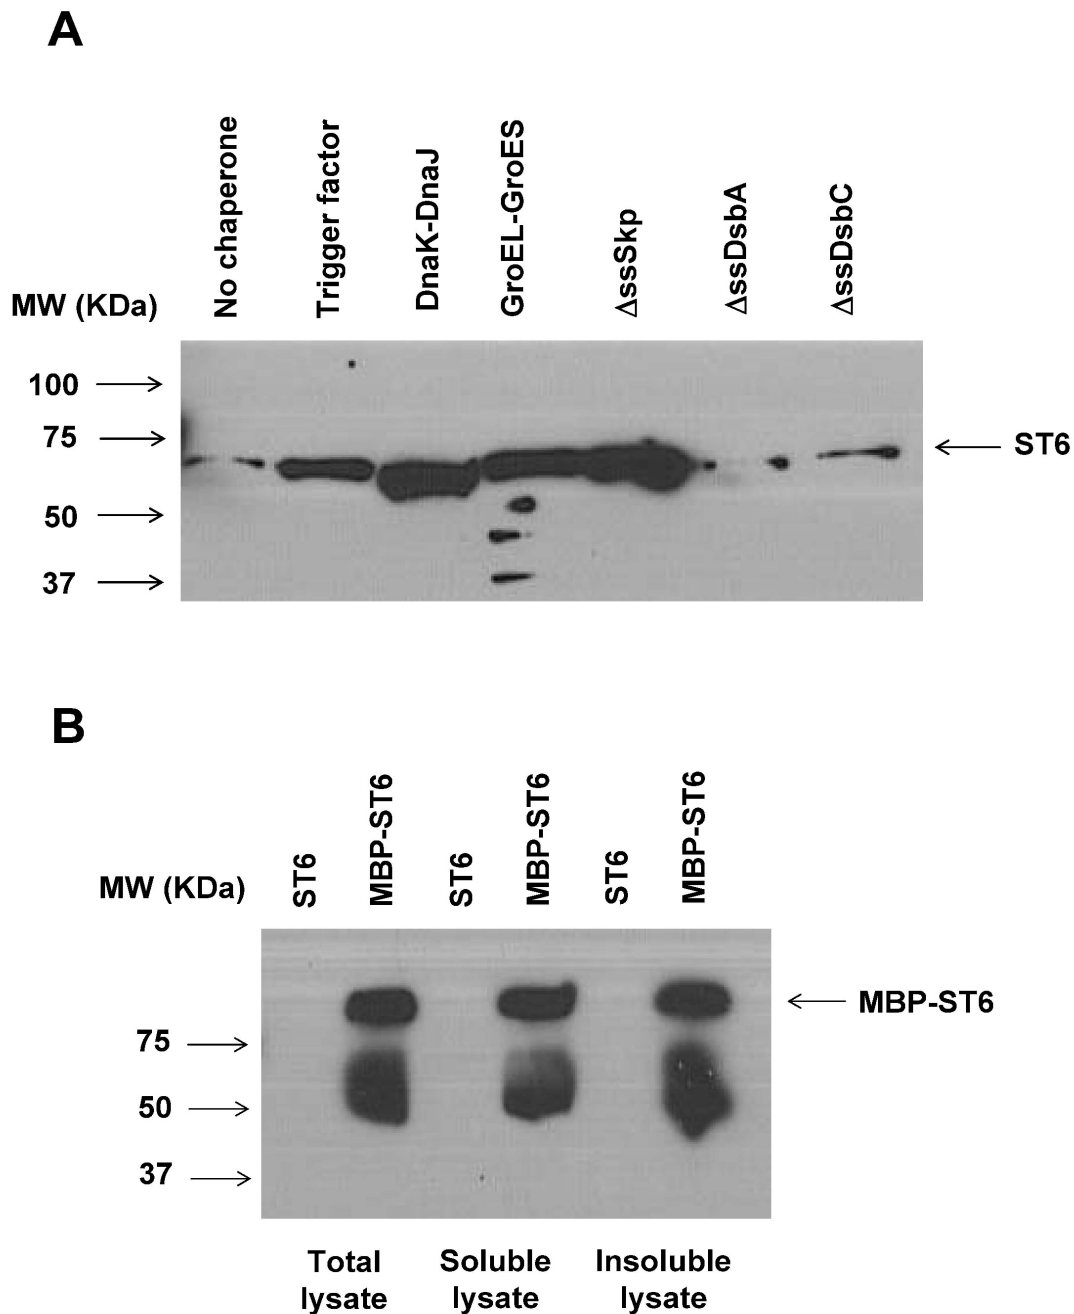 A
No chaperone
Trigger factor
DnaK-DnaJ
GroEL-GroES
ΔssSkp
ΔssDsbA
ΔssDsbC
MW (KDa)
100
75
ST6
50
37
B
ST6
MBP-ST6
ST6
MBP-ST6
ST6
MBP-ST6
MW (KDa)
MBP-ST6
75
50
37
Total
lysate
Soluble
lysate
Insoluble
lysate